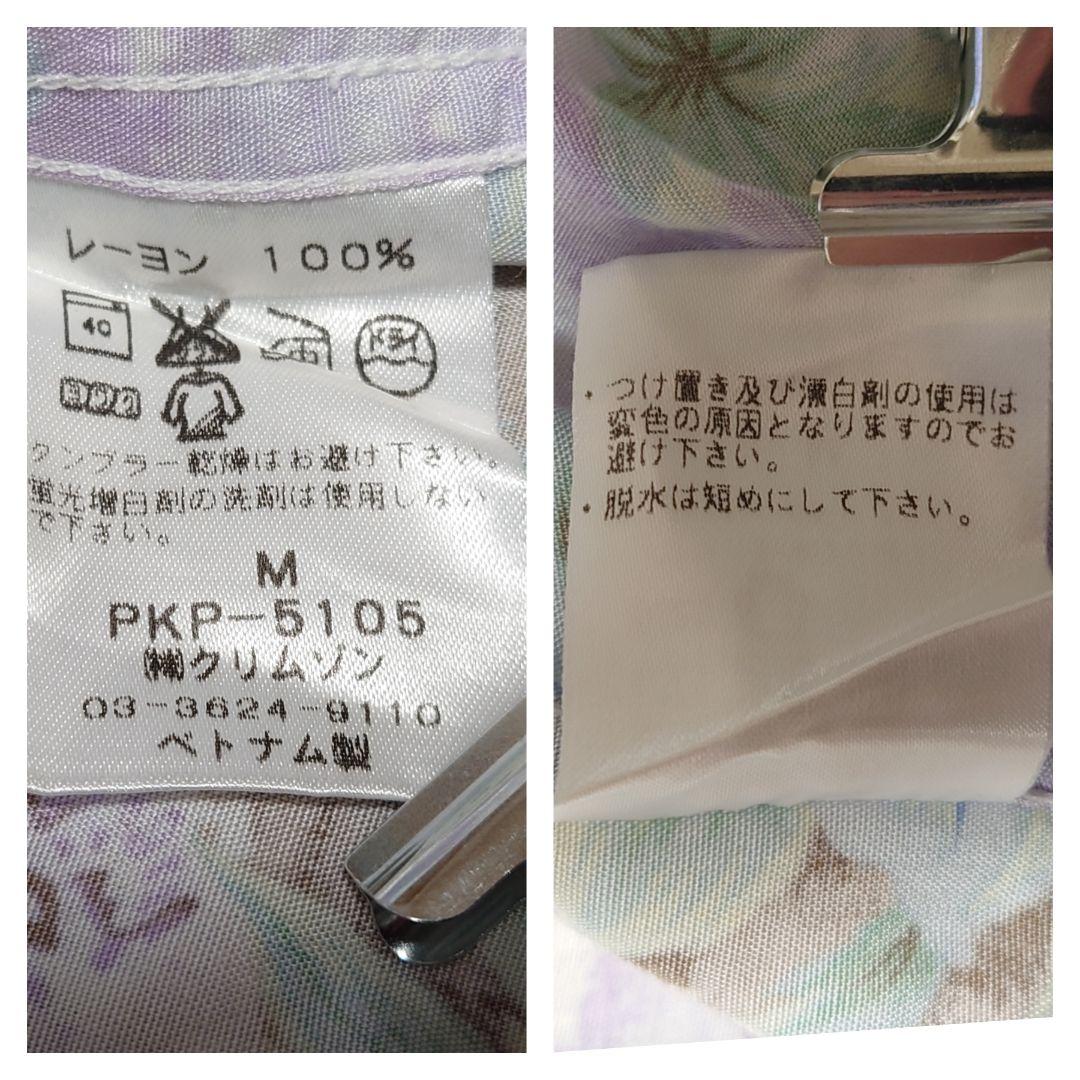 レーヨン 100%
40
タンブラー乾燥はお避け下さい。
蛍光増白剤の洗剤は使用しない
で下さい。
M
PKP-5105
㈱クリムゾン
03-3624-9110
ベトナム製
・つけ置き及び漂白剤の使用は
変色の原因となりますのでお
避け下さい。
・脱水は短めにして下さい。